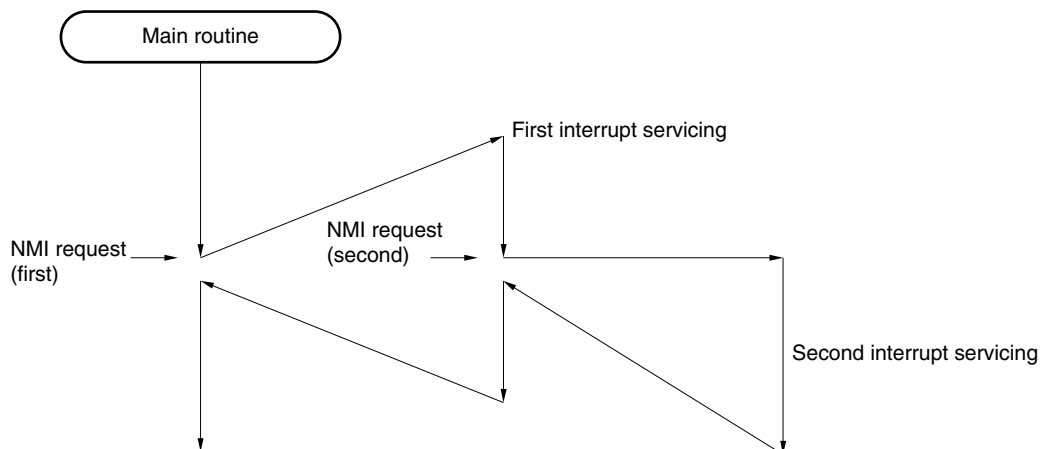 Main routine
First interrupt servicing
NMI request
(first)
NMI request
(second)
Second interrupt servicing